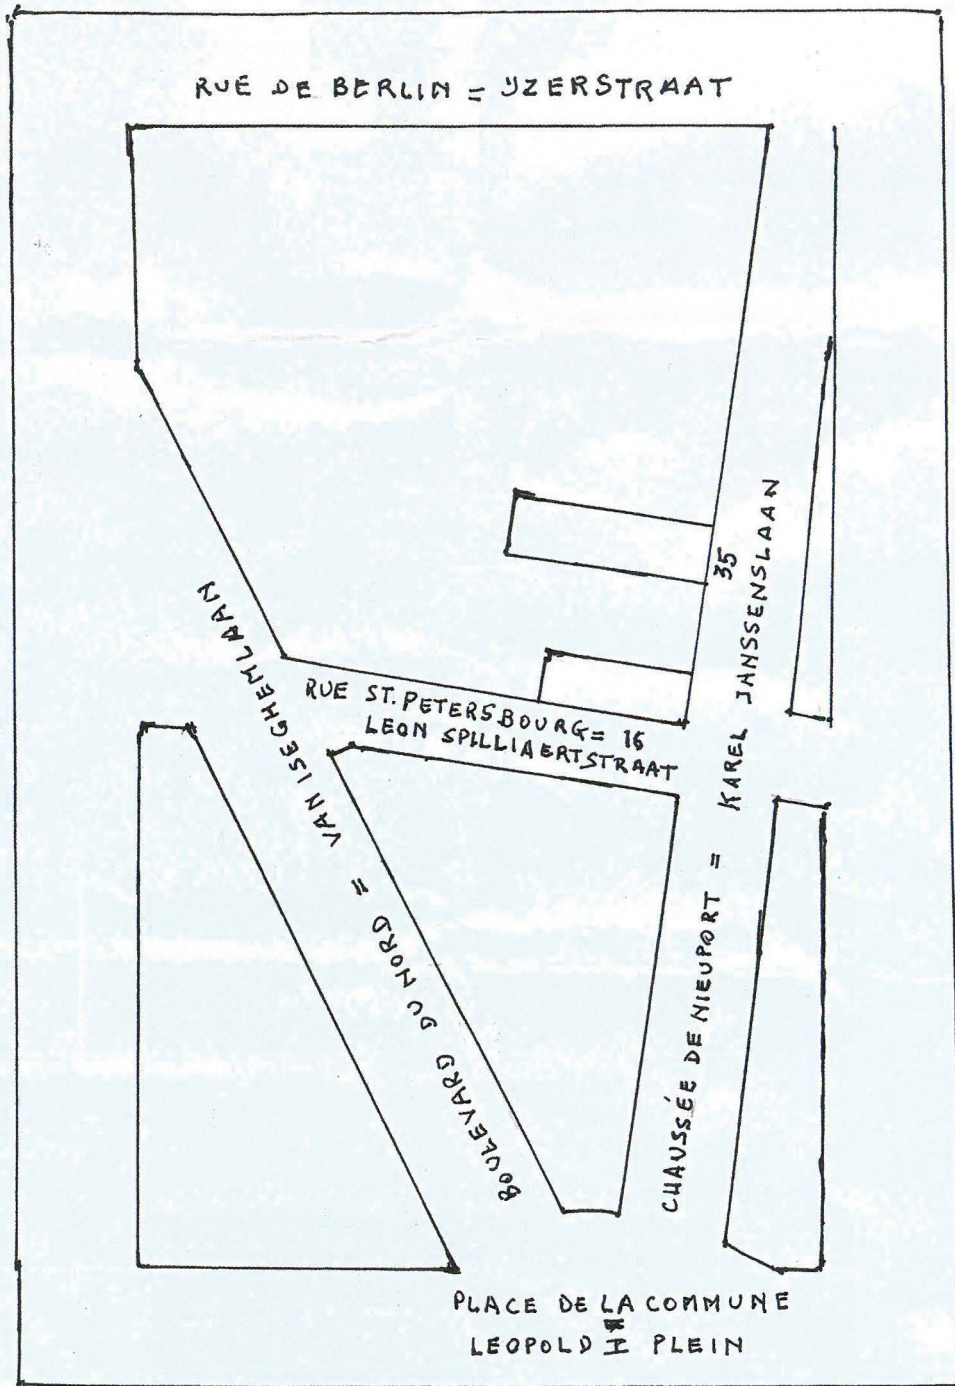 RUE DE BERLIN = IJZERSTRAAT
35
KAREL JANSSENSLAAN
RUE ST. PETERSBOURG = 16
LEON SPILLIAERTSTRAAT
BOULEVARD DU NORD = VAN ISEGHEMLAAN
CHAUSSÉE DE NIEUPORT =
PLACE DE LA COMMUNE
=
LEOPOLD I PLEIN